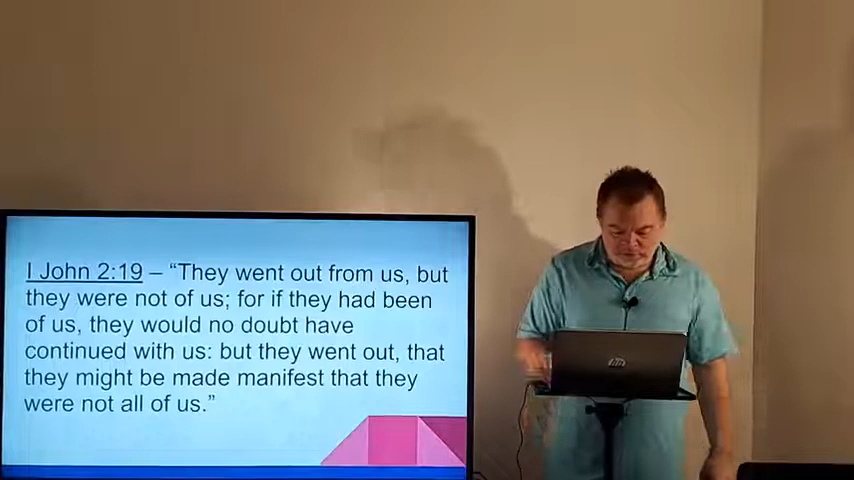 I John 2:19 – “They went out from us, but
they were not of us; for if they had been
of us, they would no doubt have
continued with us: but they went out, that
they might be made manifest that they
were not all of us.”